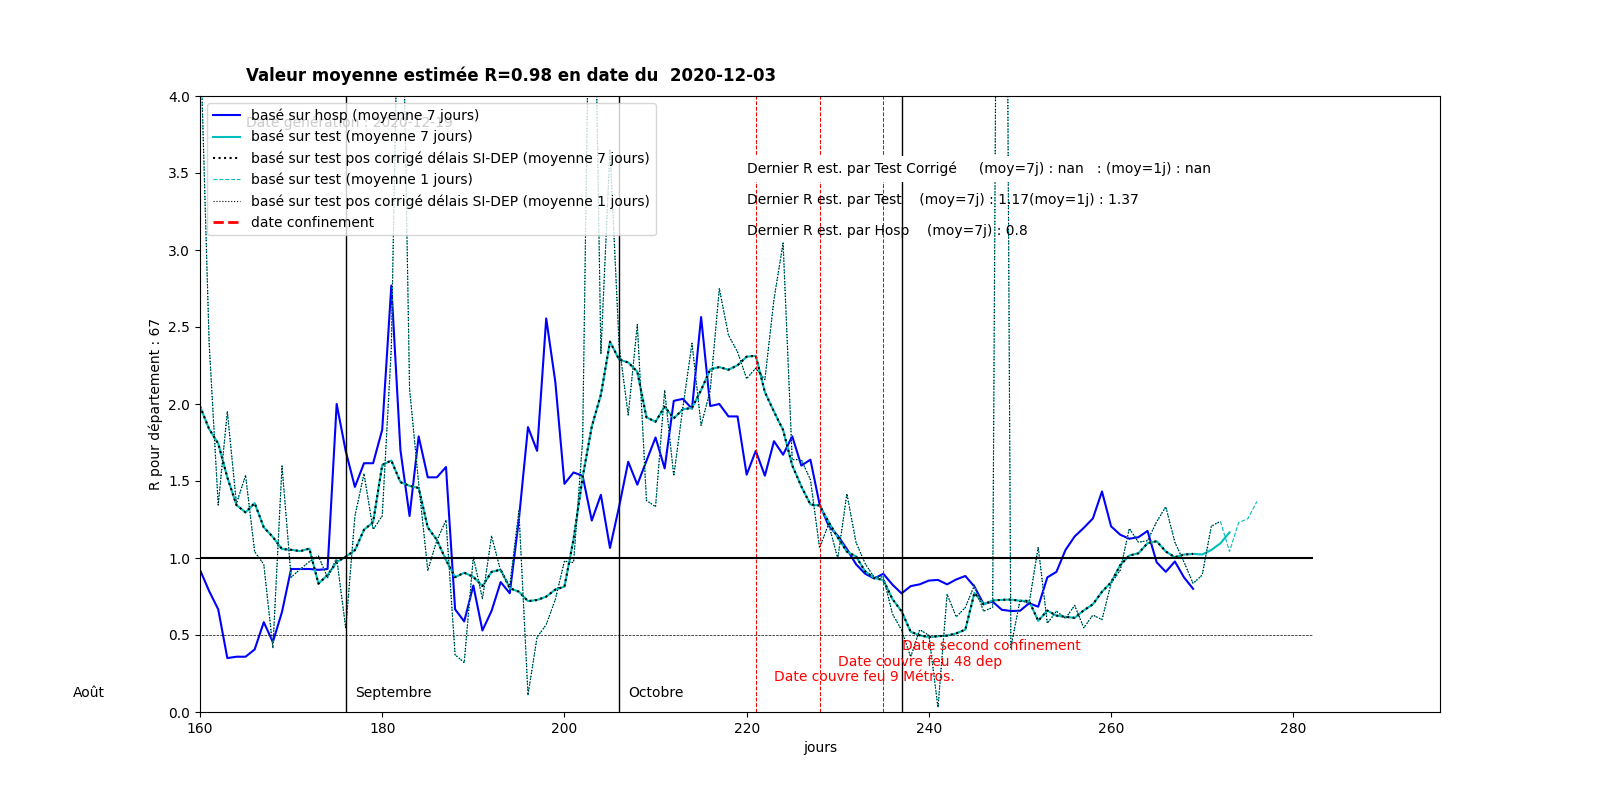 Valeur moyenne estimée R=0.98 en date du  2020-12-03
Date génération : 2020-12-19
basé sur hosp (moyenne 7 jours)
basé sur test (moyenne 7 jours)
basé sur test pos corrigé délais SI-DEP (moyenne 7 jours)
basé sur test (moyenne 1 jours)
basé sur test pos corrigé délais SI-DEP (moyenne 1 jours)
date confinement
Dernier R est. par Test Corrigé     (moy=7j) : nan   : (moy=1j) : nan
Dernier R est. par Test    (moy=7j) : 1.17(moy=1j) : 1.37
Dernier R est. par Hosp    (moy=7j) : 0.8
R pour département : 67
4.0
3.5
3.0
2.5
2.0
1.5
1.0
0.5
0.0
Date second confinement
Date couvre feu 48 dep
Date couvre feu 9 Métros.
Août
Septembre
Octobre
160 180 200 220 240 260 280
jours